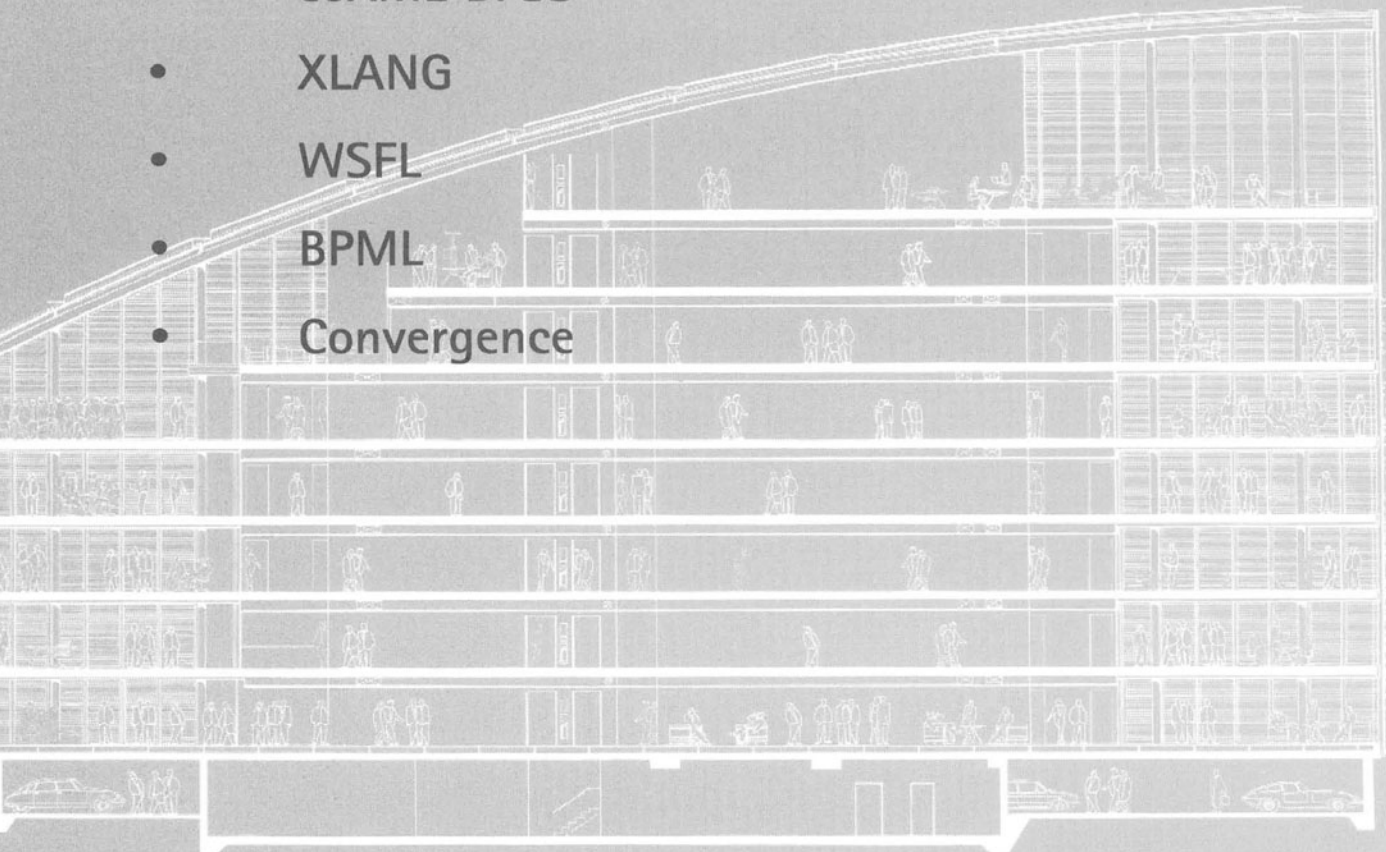 • XLANG
• WSFL
• BPML
• Convergence